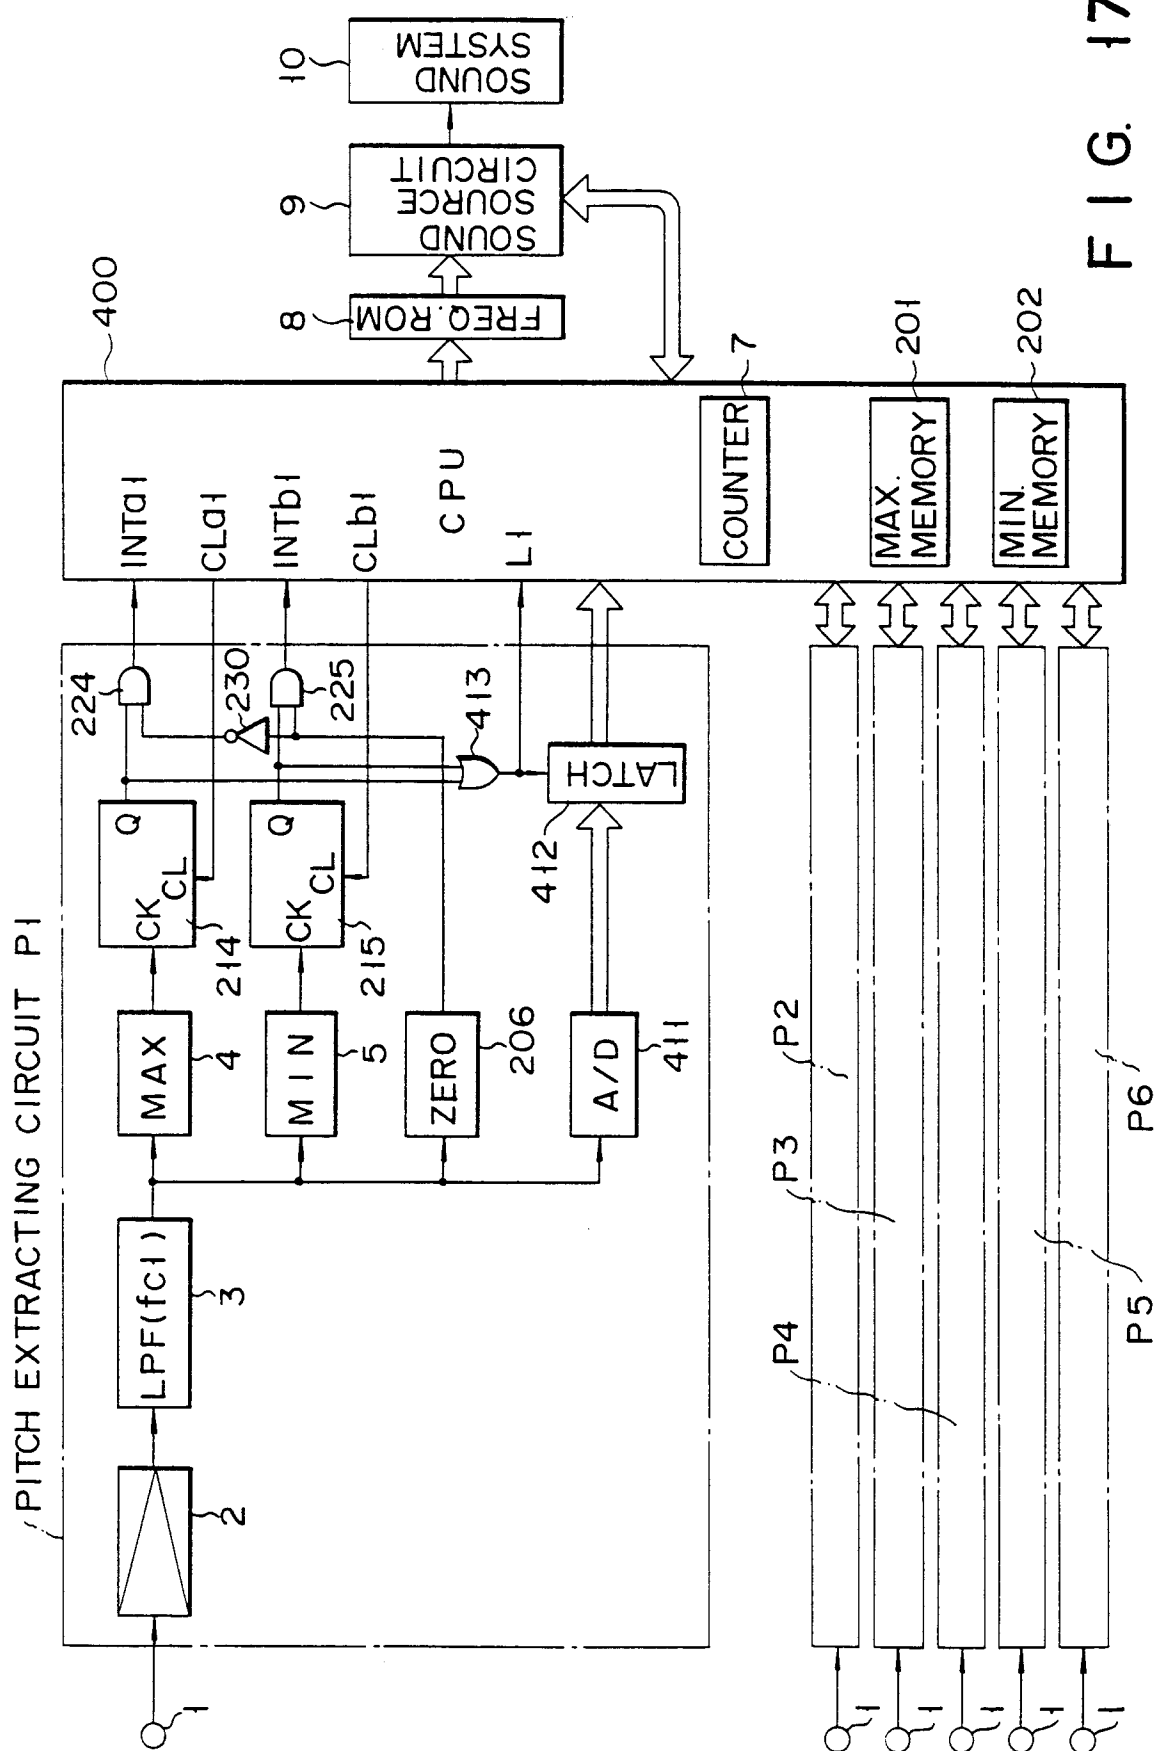 PITCH EXTRACTING CIRCUIT P1
1
2
LPF(fc1)
3
MAX
4
MIN
5
ZERO
206
A/D
411
CK
CL
Q
214
CK
CL
Q
215
224
230
225
413
LATCH
412
400
INTa1
CLa1
INTb1
CLb1
CPU
L1
COUNTER
7
MAX.
MEMORY
201
MIN.
MEMORY
202
FREQ. ROM
8
SOUND
SOURCE
CIRCUIT
9
SOUND
SYSTEM
10
P2
P3
P4
P5
P6
1
1
1
1
1
FIG. 17